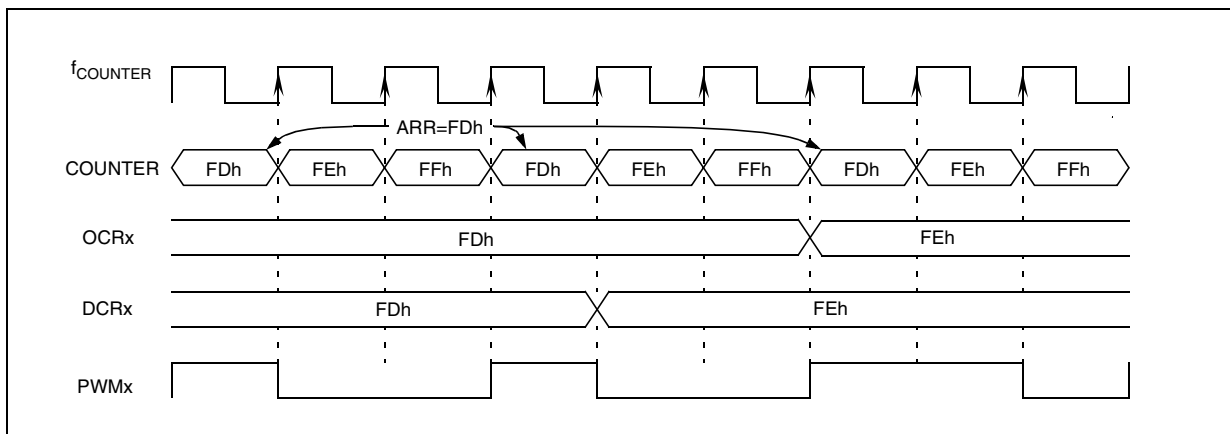 fCOUNTER
ARR=FDh
COUNTER FDh FEh FFh FDh FEh FFh FDh FEh FFh
OCRx FDh FEh
DCRx FDh FEh
PWMx